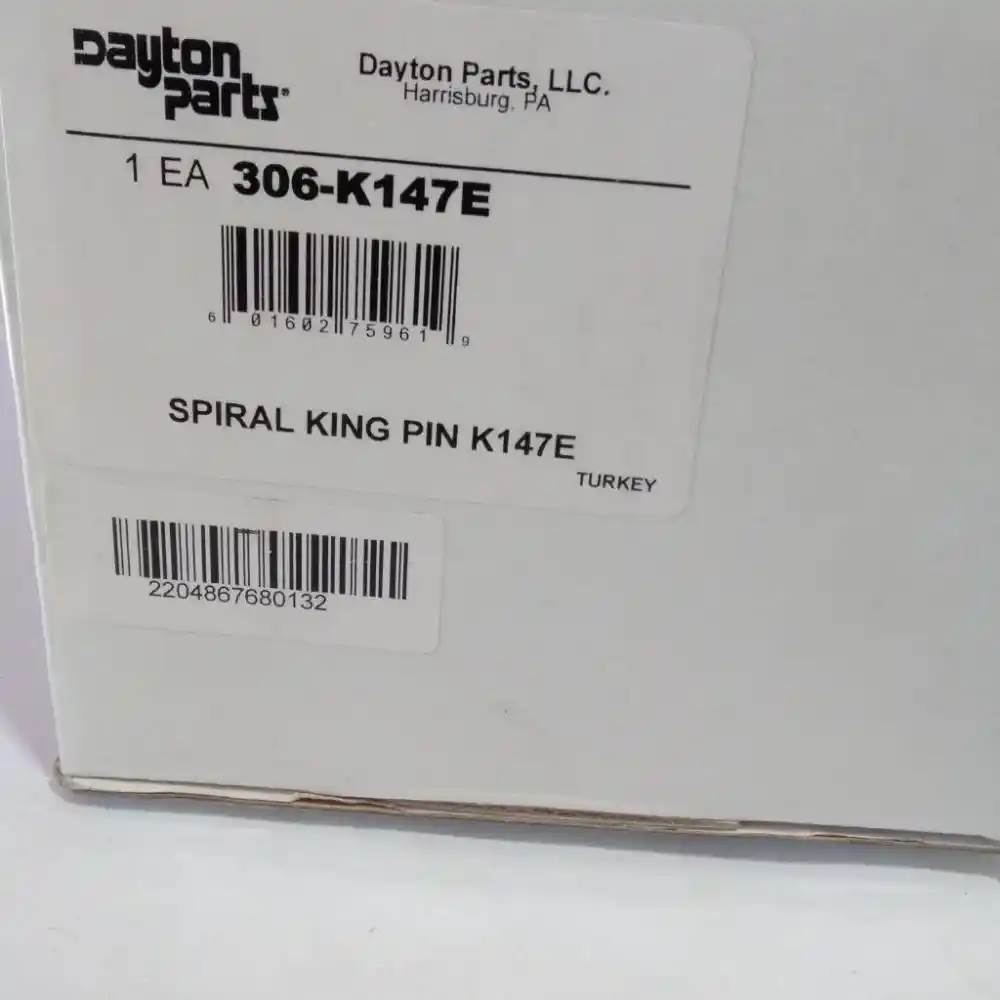 Dayton
parts®
Dayton Parts, LLC.
Harrisburg, PA
1 EA 306-K147E
6 01602 75961 9
SPIRAL KING PIN K147E
TURKEY
2204867680132